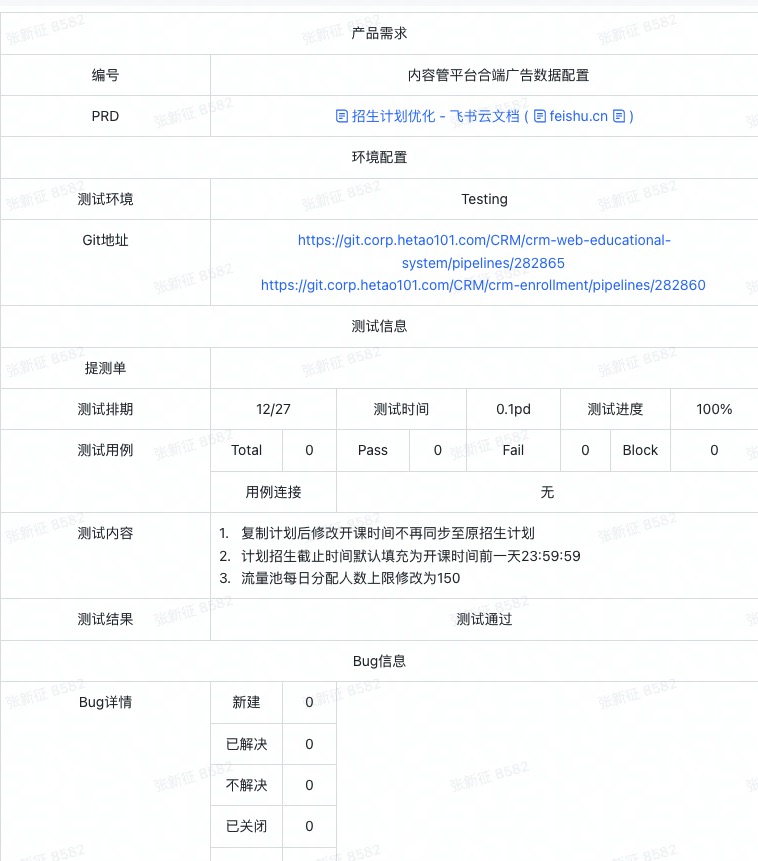 产品需求
编号 内容管平台合端广告数据配置
PRD 招生计划优化 - 飞书云文档 ( feishu.cn )
环境配置
测试环境 Testing
Git地址 https://git.corp.hetao101.com/CRM/crm-web-educational-
system/pipelines/282865
https://git.corp.hetao101.com/CRM/crm-enrollment/pipelines/282860
测试信息
提测单
测试排期 12/27 测试时间 0.1pd 测试进度 100%
测试用例 Total 0 Pass 0 Fail 0 Block 0
用例连接 无
测试内容 1. 复制计划后修改开课时间不再同步至原招生计划
2. 计划招生截止时间默认填充为开课时间前一天23:59:59
3. 流量池每日分配人数上限修改为150
测试结果 测试通过
Bug信息
Bug详情 新建 0
已解决 0
不解决 0
已关闭 0
张新征 8582